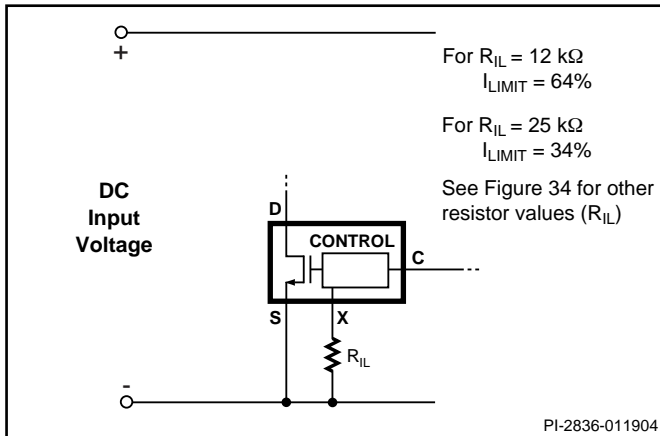 +
For R_IL = 12 kΩ
I_LIMIT = 64%
For R_IL = 25 kΩ
I_LIMIT = 34%
See Figure 34 for other
resistor values (R_IL)
DC
Input
Voltage
D
CONTROL
C
S
X
R_IL
-
PI-2836-011904